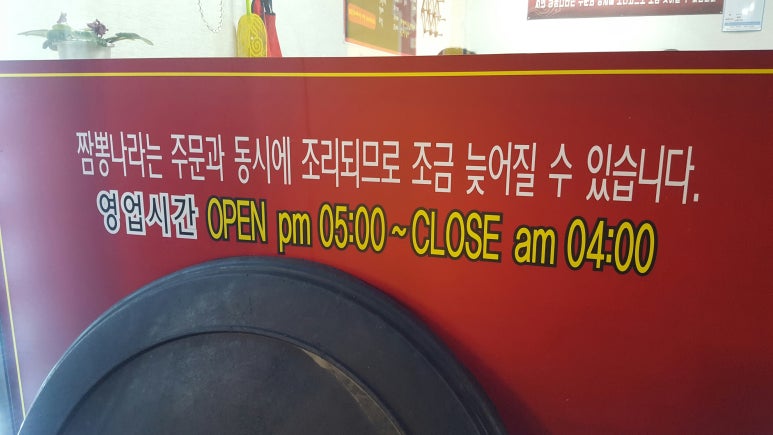 짬뽕나라는 주문과 동시에 조리되므로 조금 늦어질 수 있습니다.
영업시간 OPEN pm 05:00~CLOSE am 04:00